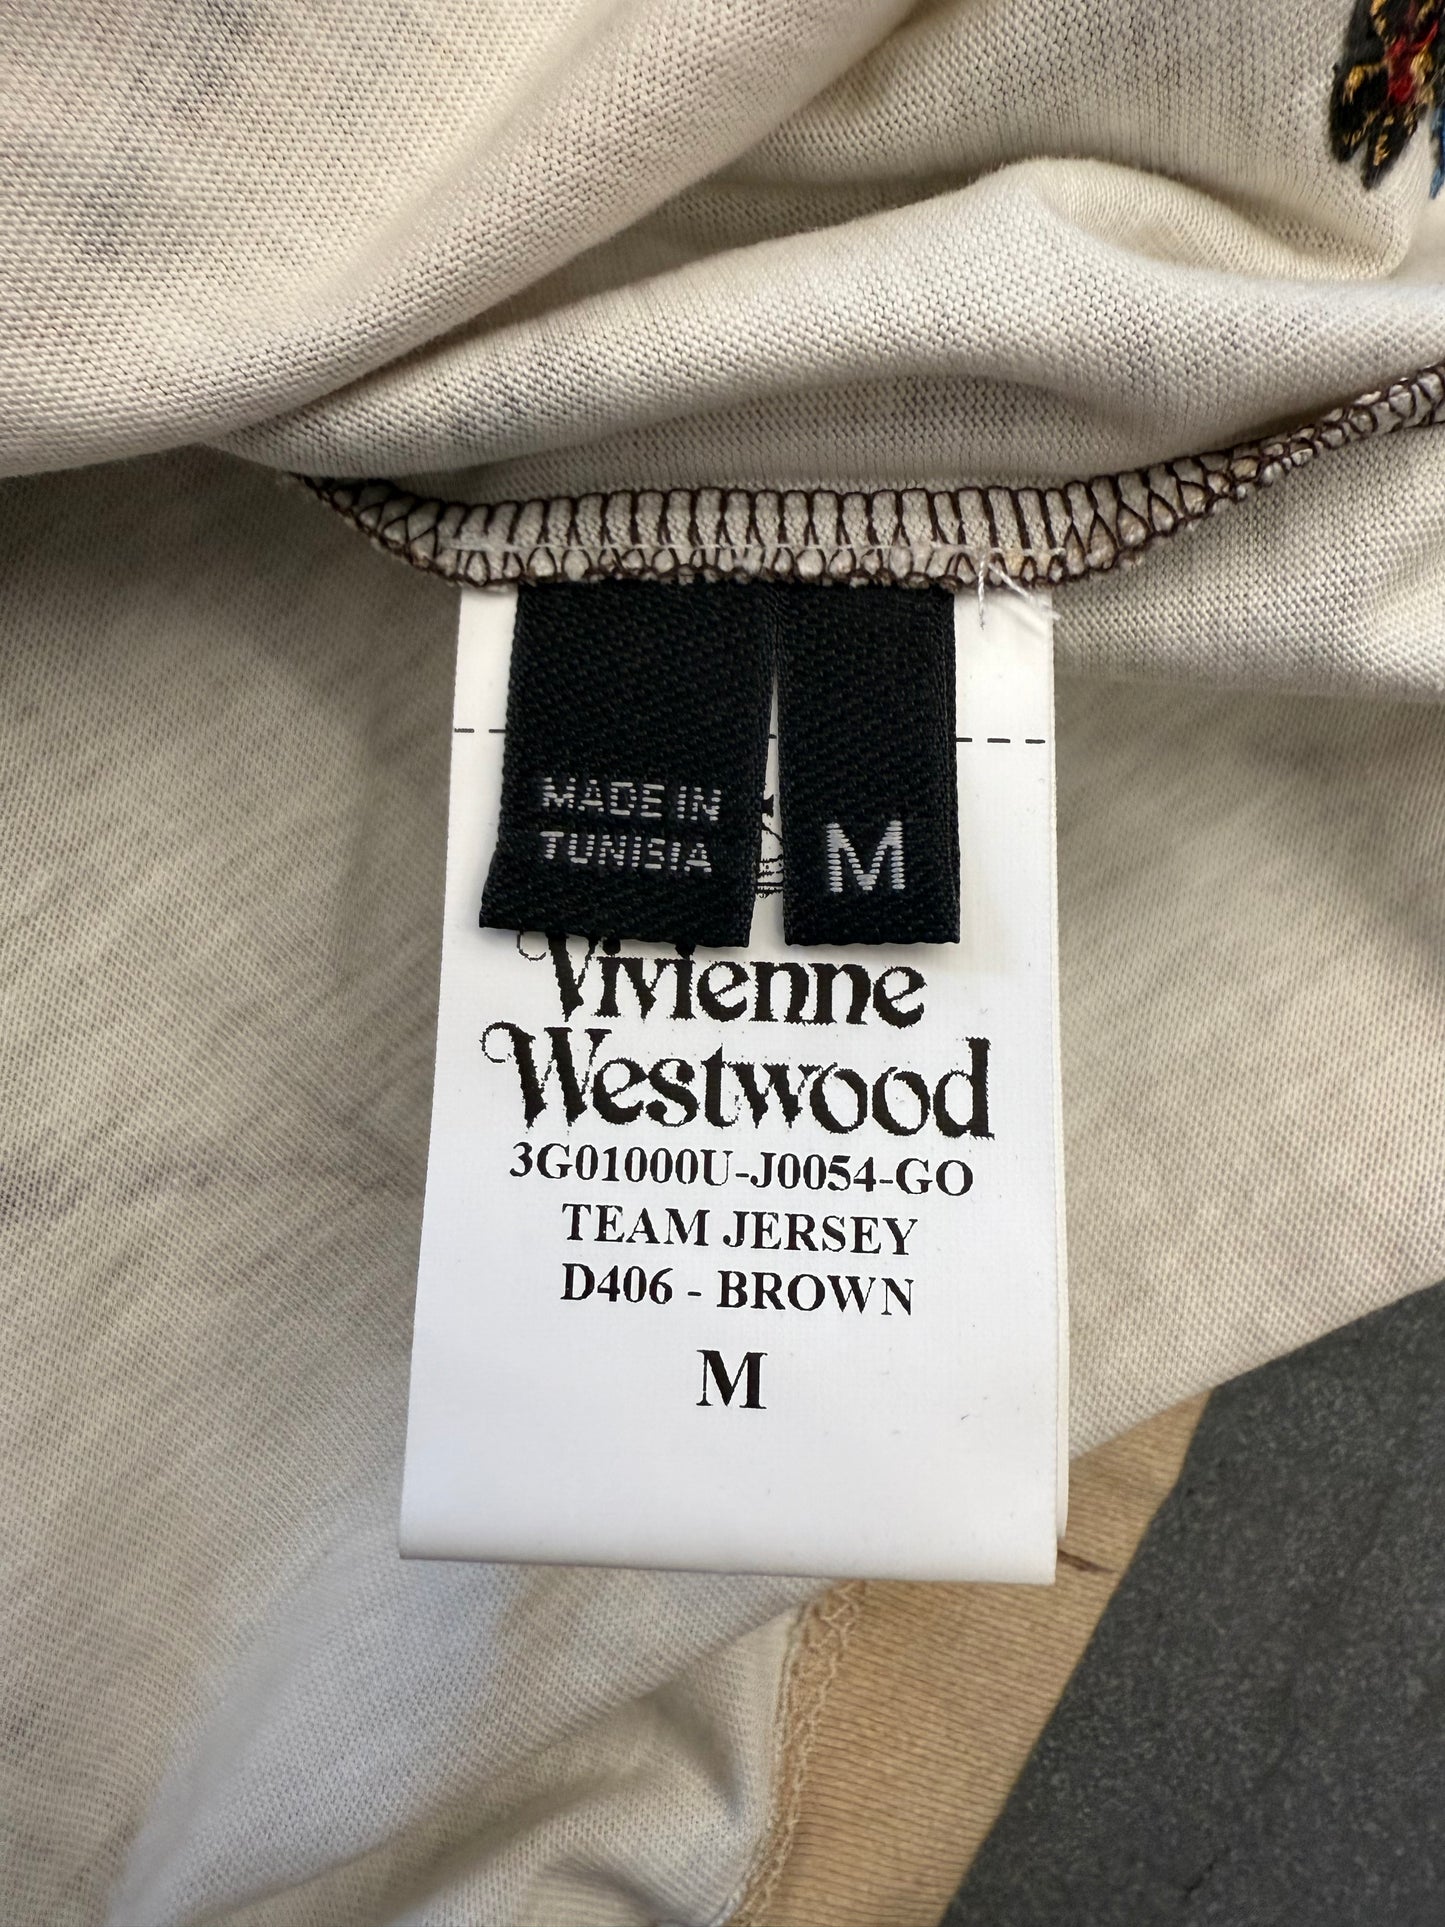 MADE IN
TUNISIA
M
Vivienne
Westwood
3G01000U-J0054-GO
TEAM JERSEY
D406 - BROWN
M